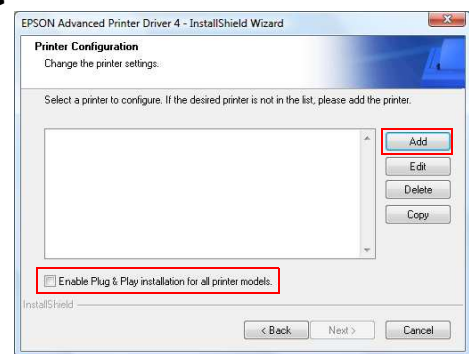 EPSON Advanced Printer Driver 4 - InstallShield Wizard
Printer Configuration
Change the printer settings.
Select a printer to configure. If the desired printer is not in the list, please add the printer.
Add
Edit
Delete
Copy
Enable Plug & Play installation for all printer models.
InstallShield
< Back Next > Cancel